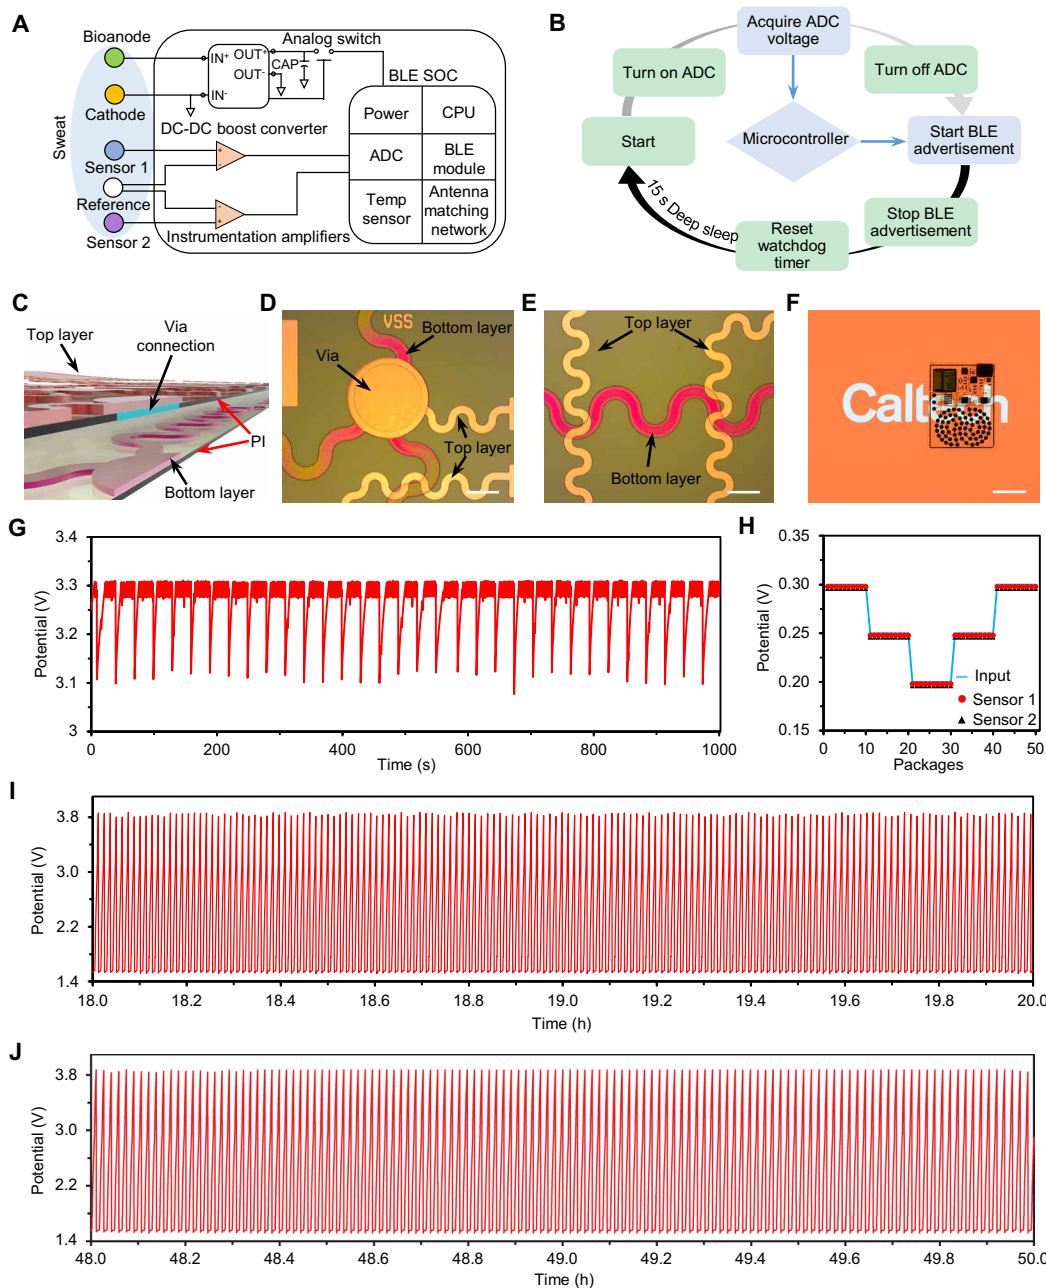 A
Bioanode
Cathode
Sweat
Sensor 1
Reference
Sensor 2
IN+
IN-
OUT+
OUT-
CAP
Analog switch
DC-DC boost converter
BLE SOC
Power
CPU
ADC
BLE
module
Temp
sensor
Antenna
matching
network
Instrumentation amplifiers
- 
+
-
+
B
Acquire ADC
voltage
Turn on ADC
Turn off ADC
Start
Microcontroller
Start BLE
advertisement
15 s Deep sleep
Reset
watchdog
timer
Stop BLE
advertisement
C
Top layer
Via
connection
PI
Bottom layer
D
VSS
Bottom layer
Via
Top layer
E
Top layer
Bottom layer
F
Caltech
G
Potential (V)
3.4
3.3
3.2
3.1
3
0 200 400 600 800 1000
Time (s)
H
Potential (V)
0.35
0.30
0.25
0.20
0.15
Input
Sensor 1
Sensor 2
0 10 20 30 40 50
Packages
I
Potential (V)
3.8
3.0
2.2
1.4
18.0 18.2 18.4 18.6 18.8 19.0 19.2 19.4 19.6 19.8 20.0
Time (h)
J
Potential (V)
3.8
3.0
2.2
1.4
48.0 48.2 48.4 48.6 48.8 49.0 49.2 49.4 49.6 49.8 50.0
Time (h)